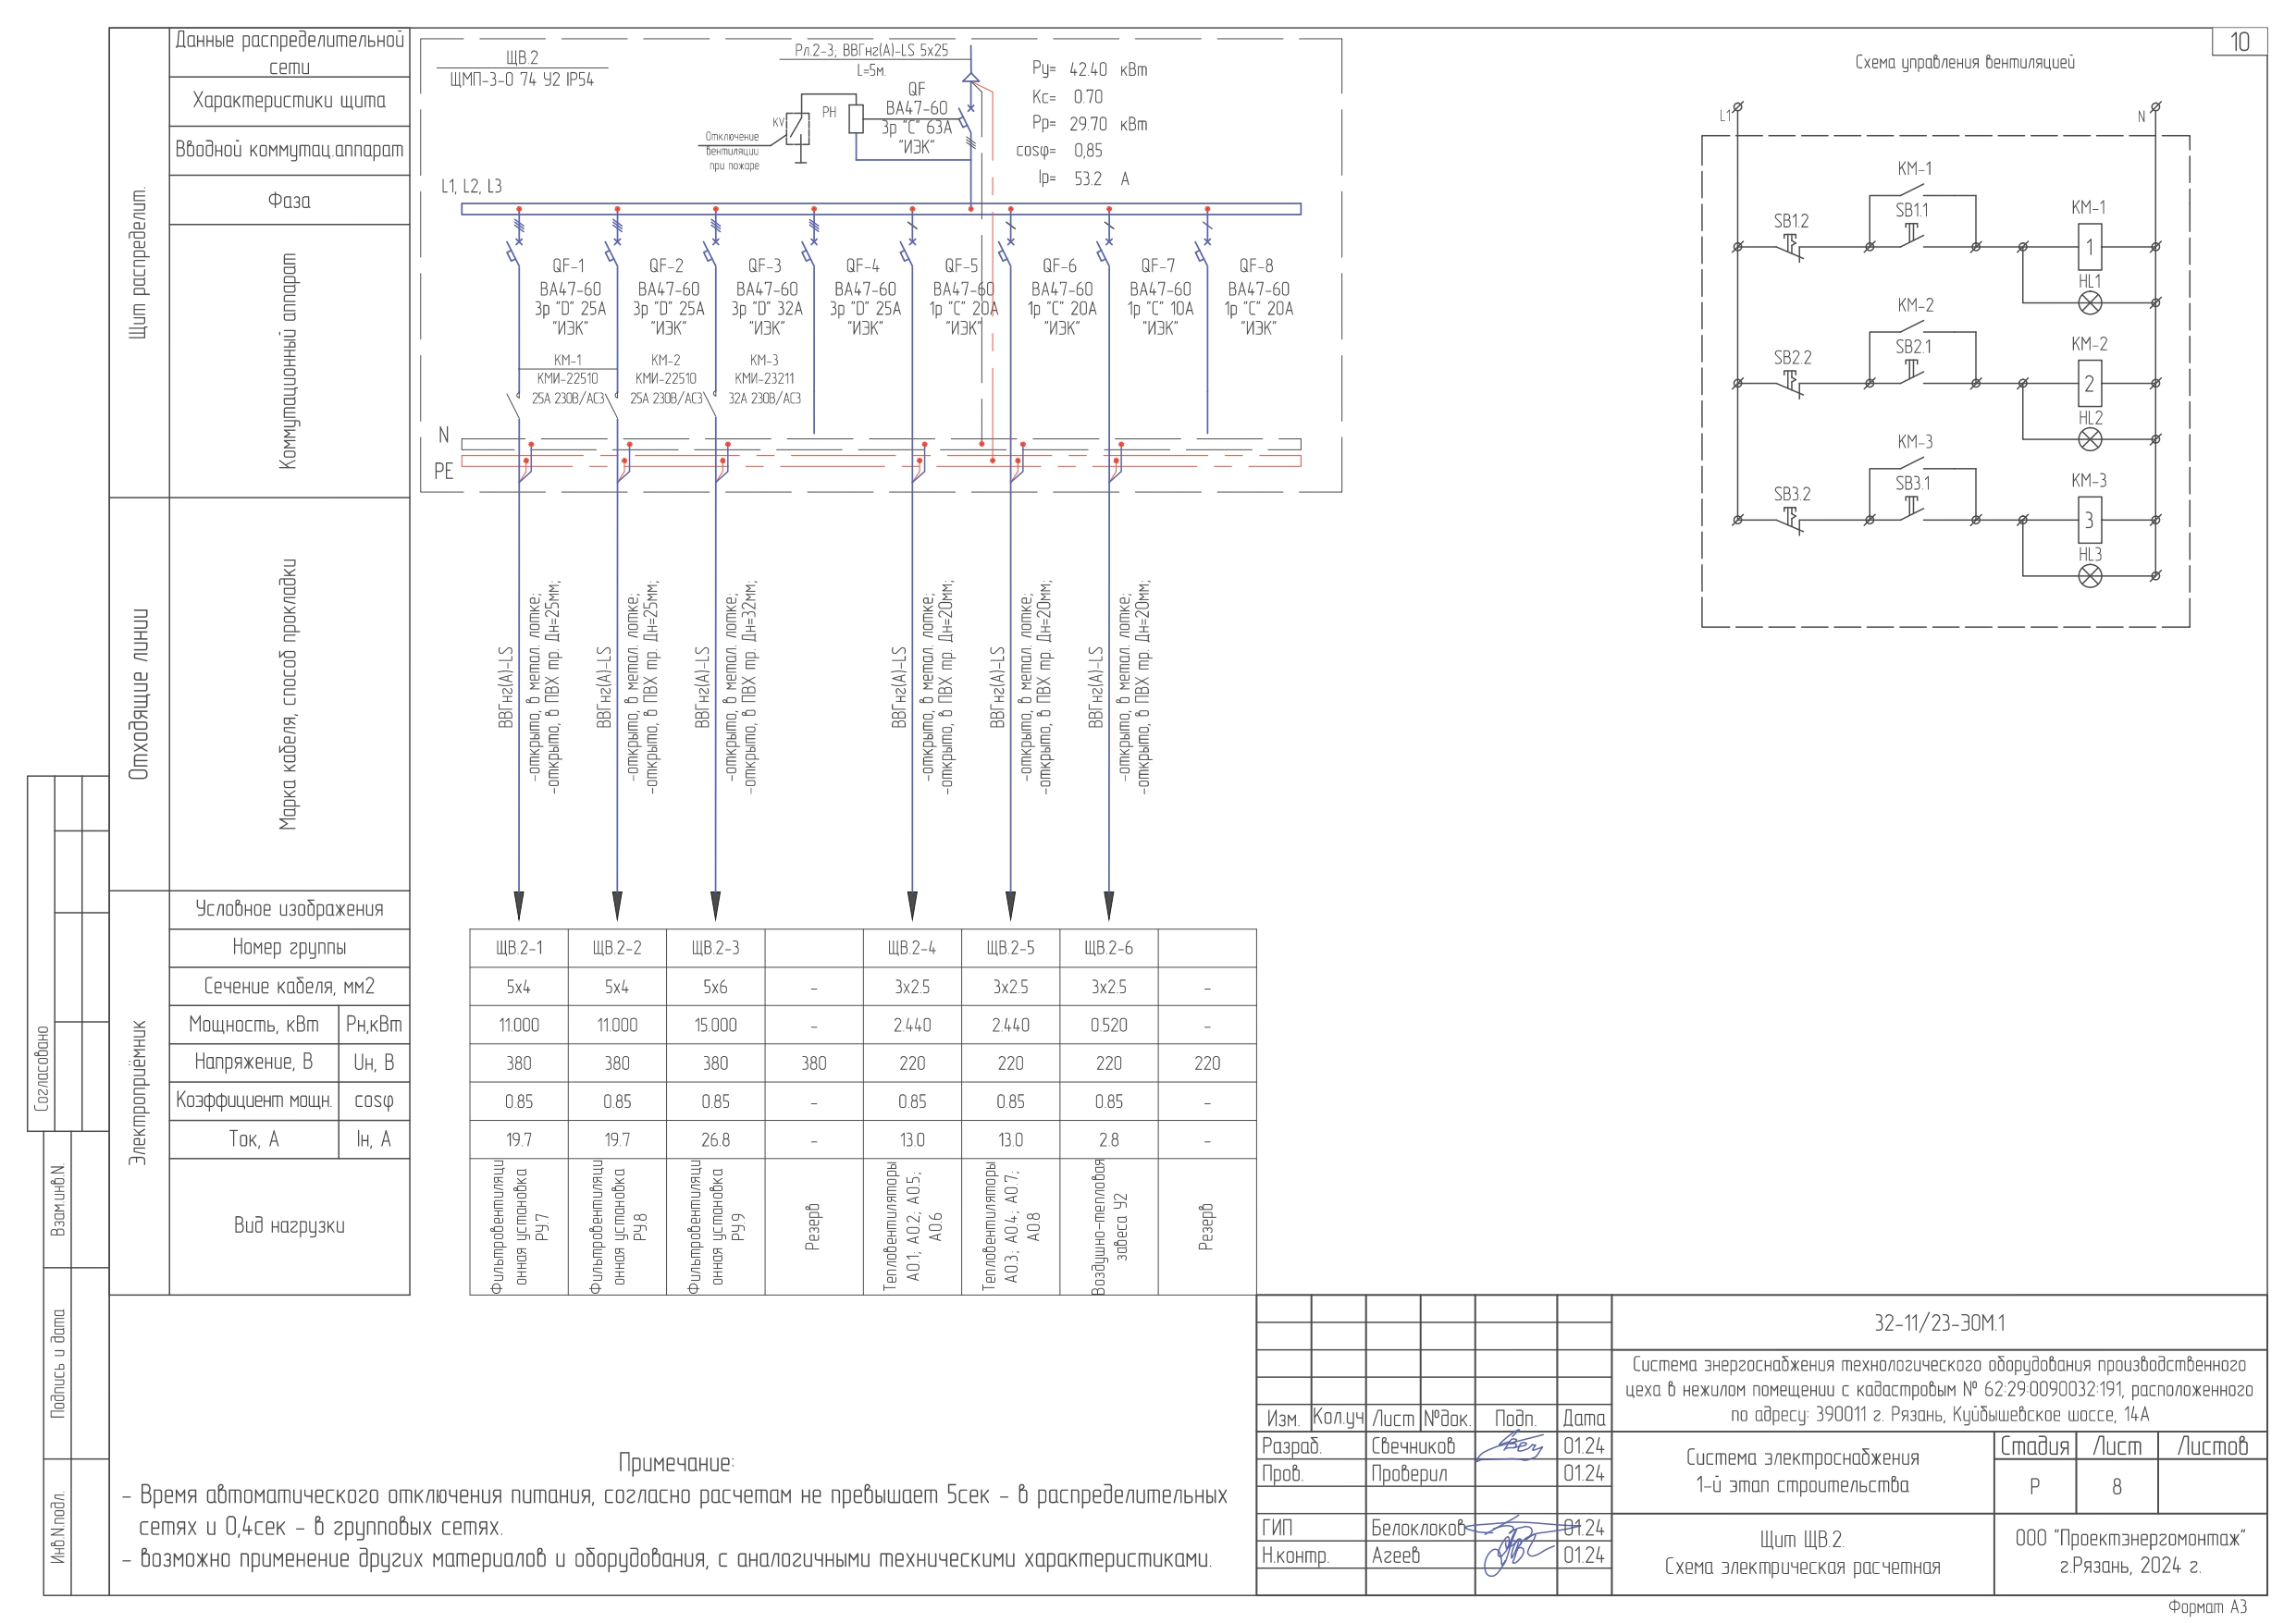 10
Данные распределительной
сети
Характеристики щита
Вводной коммутац.аппарат
Фаза
Коммутационный аппарат
Щит распределит.
Марка кабеля, способ прокладки
Отходящие линии
Условное изображения
Номер группы
Сечение кабеля, мм2
Мощность, кВт Рн,кВт
Напряжение, В Uн, В
Коэффициент мощн. cosφ
Ток, А Iн, А
Вид нагрузки
Электроприёмник
ЩВ.2
ЩМП-3-0 74 У2 IP54
Рл.2-3; ВВГнг(А)-LS 5х25
L=5м.
QF
ВА47-60
3р "С" 63А
"ИЭК"
РН
KV
Отключение
вентиляции
при пожаре
Ру= 42.40 кВт
Кс= 0.70
Рр= 29.70 кВт
cosφ= 0,85
Iр= 53.2 А
L1, L2, L3
QF-1 QF-2 QF-3 QF-4 QF-5 QF-6 QF-7 QF-8
ВА47-60 ВА47-60 ВА47-60 ВА47-60 ВА47-60 ВА47-60 ВА47-60 ВА47-60
3р "D" 25А 3р "D" 25А 3р "D" 32А 3р "D" 25А 1р "С" 20А 1р "С" 20А 1р "С" 10А 1р "С" 20А
"ИЭК" "ИЭК" "ИЭК" "ИЭК" "ИЭК" "ИЭК" "ИЭК" "ИЭК"
КМ-1 КМ-2 КМ-3
КМИ-22510 КМИ-22510 КМИ-23211
25А 230В/АС3 25А 230В/АС3 32А 230В/АС3
N
PE
ВВГнг(А)-LS
-открыто, в метал. лотке;
-открыто, в ПВХ тр. Дн=25мм;
ВВГнг(А)-LS
-открыто, в метал. лотке;
-открыто, в ПВХ тр. Дн=25мм;
ВВГнг(А)-LS
-открыто, в метал. лотке;
-открыто, в ПВХ тр. Дн=32мм;
ВВГнг(А)-LS
-открыто, в метал. лотке;
-открыто, в ПВХ тр. Дн=20мм;
ВВГнг(А)-LS
-открыто, в метал. лотке;
-открыто, в ПВХ тр. Дн=20мм;
ВВГнг(А)-LS
-открыто, в метал. лотке;
-открыто, в ПВХ тр. Дн=20мм;
ЩВ.2-1 ЩВ.2-2 ЩВ.2-3 ЩВ.2-4 ЩВ.2-5 ЩВ.2-6
5х4 5х4 5х6 - 3х2.5 3х2.5 3х2.5 -
11.000 11.000 15.000 - 2.440 2.440 0.520 -
380 380 380 380 220 220 220 220
0.85 0.85 0.85 - 0.85 0.85 0.85 -
19.7 19.7 26.8 - 13.0 13.0 2.8 -
Фильтровентиляци
онная установка
РУ.7
Фильтровентиляци
онная установка
РУ.8
Фильтровентиляци
онная установка
РУ.9
Резерв
Тепловентиляторы
АО.1; АО.2; АО.5;
АО.6
Тепловентиляторы
АО.3; АО.4; АО.7;
АО.8
Воздушно-тепловая
завеса У2
Резерв
Схема управления вентиляцией
L1 N
КМ-1
SB1.2 SB1.1 КМ-1
1
HL1
КМ-2
SB2.2 SB2.1 КМ-2
2
HL2
КМ-3
SB3.2 SB3.1 КМ-3
3
HL3
Примечание:
- Время автоматического отключения питания, согласно расчетам не превышает 5сек - в распределительных
сетях и 0,4сек - в групповых сетях.
- возможно применение других материалов и оборудования, с аналогичными техническими характеристиками.
Согласовано
Взам.инв.N.
Подпись и дата
Инв.N.подл.
32-11/23-ЭОМ.1
Система энергоснабжения технологического оборудования производственного
цеха в нежилом помещении с кадастровым № 62:29:0090032:191, расположенного
по адресу: 390011 г. Рязань, Куйбышевское шоссе, 14А
Изм. Кол.уч Лист №док. Подп. Дата
Разраб. Свечников 01.24
Пров. Проверил 01.24
ГИП Белоклоков 01.24
Н.контр. Агеев 01.24
Система электроснабжения
1-й этап строительства
Стадия Лист Листов
Р 8
Щит ЩВ.2.
Схема электрическая расчетная
ООО "Проектэнергомонтаж"
г.Рязань, 2024 г.
Формат А3